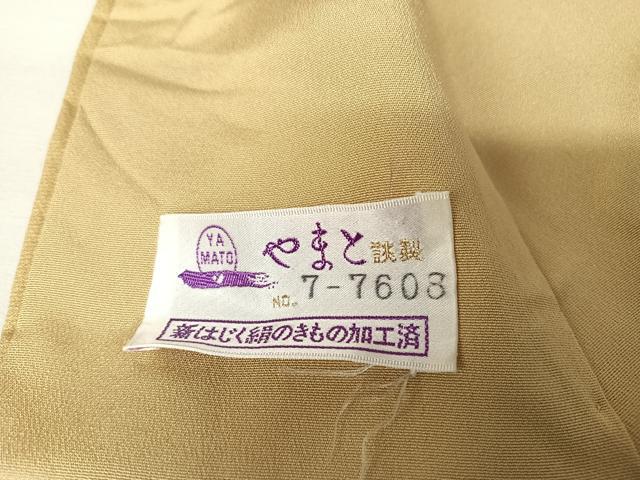 YA
MATO
やまと 誂製
NO. 7-7608
新はじく絹のきもの加工済